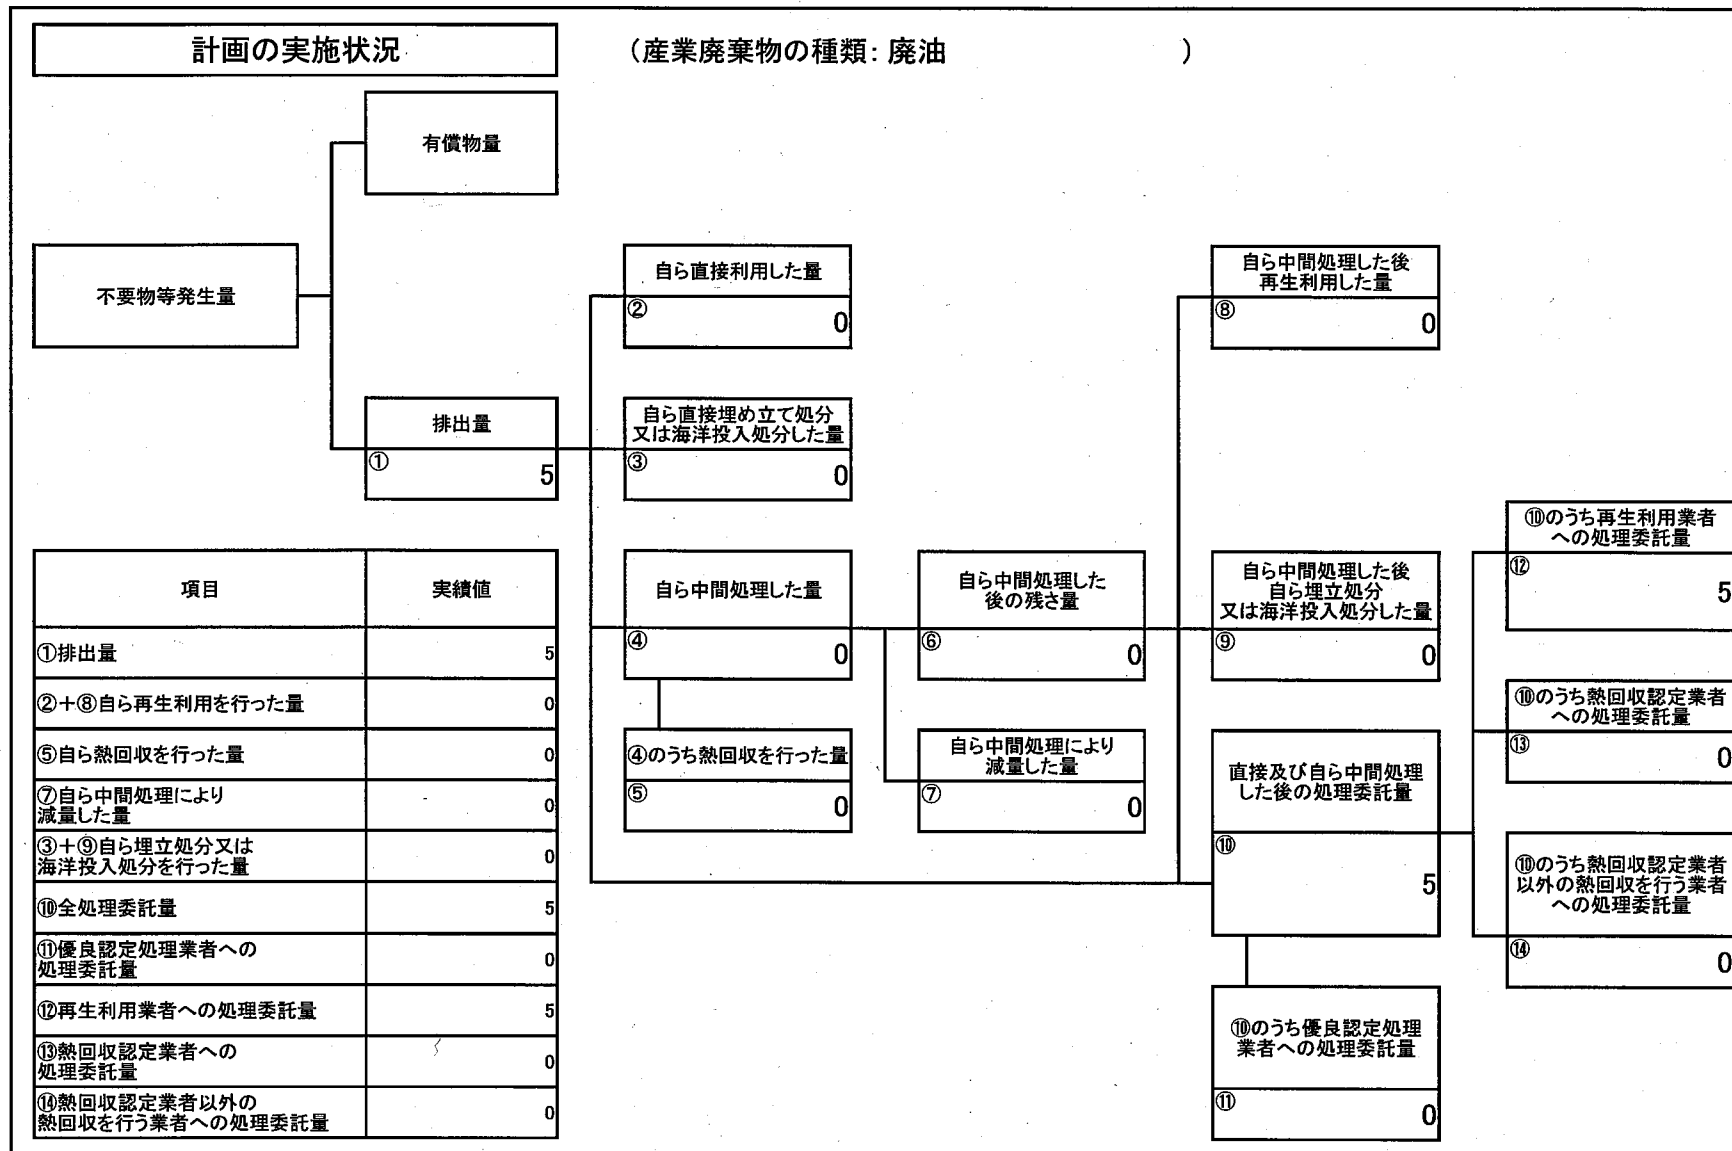 計画の実施状況
（産業廃棄物の種類：廃油　　　　　　）
有償物量
不要物等発生量
排出量
①
5
自ら直接利用した量
②
0
自ら直接埋め立て処分
又は海洋投入処分した量
③
0
自ら中間処理した量
④
0
④のうち熱回収を行った量
⑤
0
自ら中間処理した
後の残さ量
⑥
0
自ら中間処理により
減量した量
⑦
0
自ら中間処理した後
再生利用した量
⑧
0
自ら中間処理した後
自ら埋立処分
又は海洋投入処分した量
⑨
0
直接及び自ら中間処理
した後の処理委託量
⑩
5
⑩のうち優良認定処理
業者への処理委託量
⑪
0
⑩のうち再生利用業者
への処理委託量
⑫
5
⑩のうち熱回収認定業者
への処理委託量
⑬
0
⑩のうち熱回収認定業者
以外の熱回収を行う業者
への処理委託量
⑭
0
項目 実績値
①排出量 5
②＋⑧自ら再生利用を行った量 0
⑤自ら熱回収を行った量 0
⑦自ら中間処理により
減量した量 0
③＋⑨自ら埋立処分又は
海洋投入処分を行った量 0
⑩全処理委託量 5
⑪優良認定処理業者への
処理委託量 0
⑫再生利用業者への処理委託量 5
⑬熱回収認定業者への
処理委託量 0
⑭熱回収認定業者以外の
熱回収を行う業者への処理委託量 0